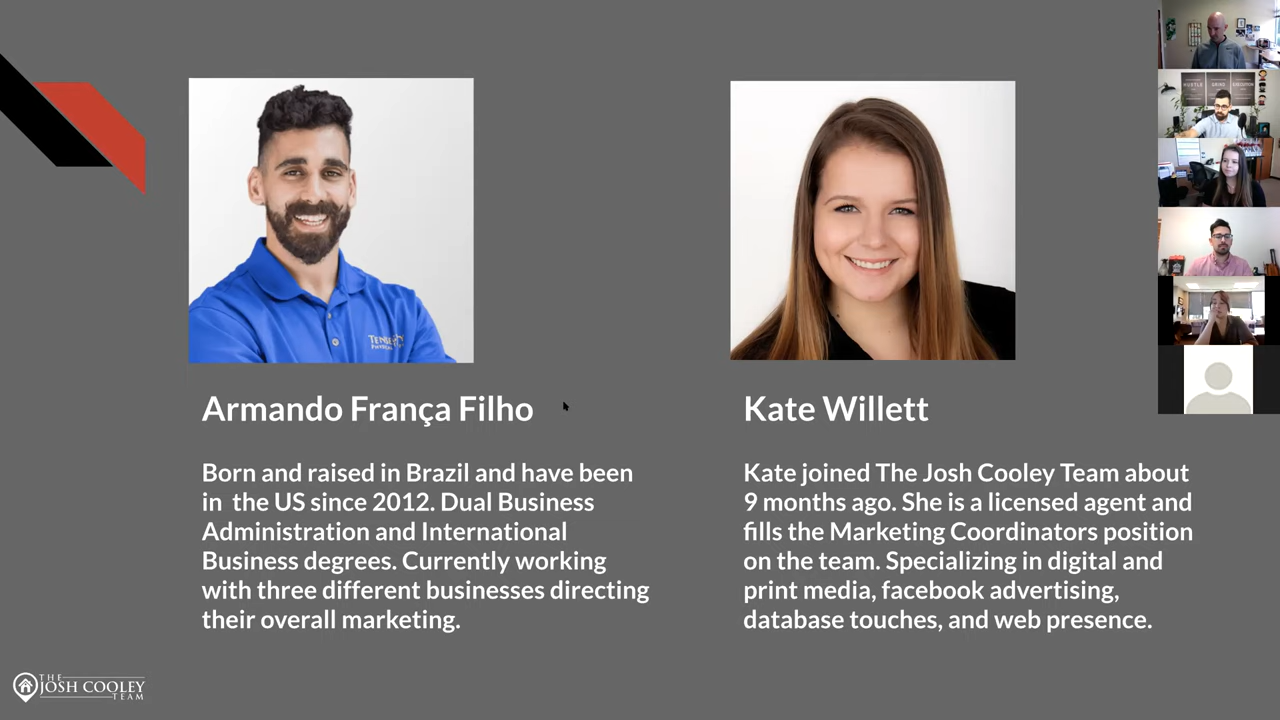 Armando França Filho
Born and raised in Brazil and have been
in the US since 2012. Dual Business
Administration and International
Business degrees. Currently working
with three different businesses directing
their overall marketing.
Kate Willett
Kate joined The Josh Cooley Team about
9 months ago. She is a licensed agent and
fills the Marketing Coordinators position
on the team. Specializing in digital and
print media, facebook advertising,
database touches, and web presence.
THE
JOSH COOLEY
TEAM
HUSTLE
GRIND
EXECUTION